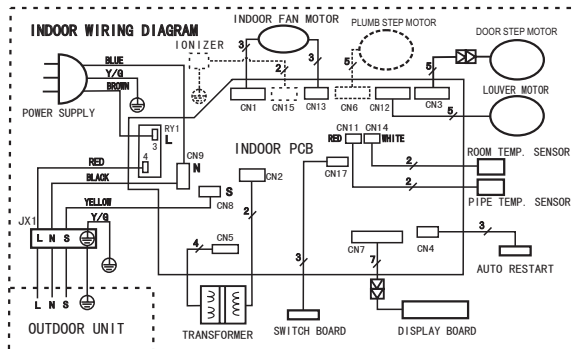 INDOOR WIRING DIAGRAM
INDOOR FAN MOTOR
PLUMB STEP MOTOR
DOOR STEP MOTOR
IONIZER
LOUVER MOTOR
BLUE
Y/G
BROWN
POWER SUPPLY
3
2
3
5
5
5
CN1
CN15
CN13
CN6
CN12
CN3
RY1
L
3
4
CN11
CN14
RED
WHITE
ROOM TEMP. SENSOR
2
INDOOR PCB
RED
CN9
N
CN2
CN17
BLACK
2
PIPE TEMP. SENSOR
S
CN8
YELLOW
Y/G
JX1
L N S
2
4
CN5
3
CN7
7
CN4
3
AUTO RESTART
L N S
OUTDOOR UNIT
TRANSFORMER
SWITCH BOARD
DISPLAY BOARD